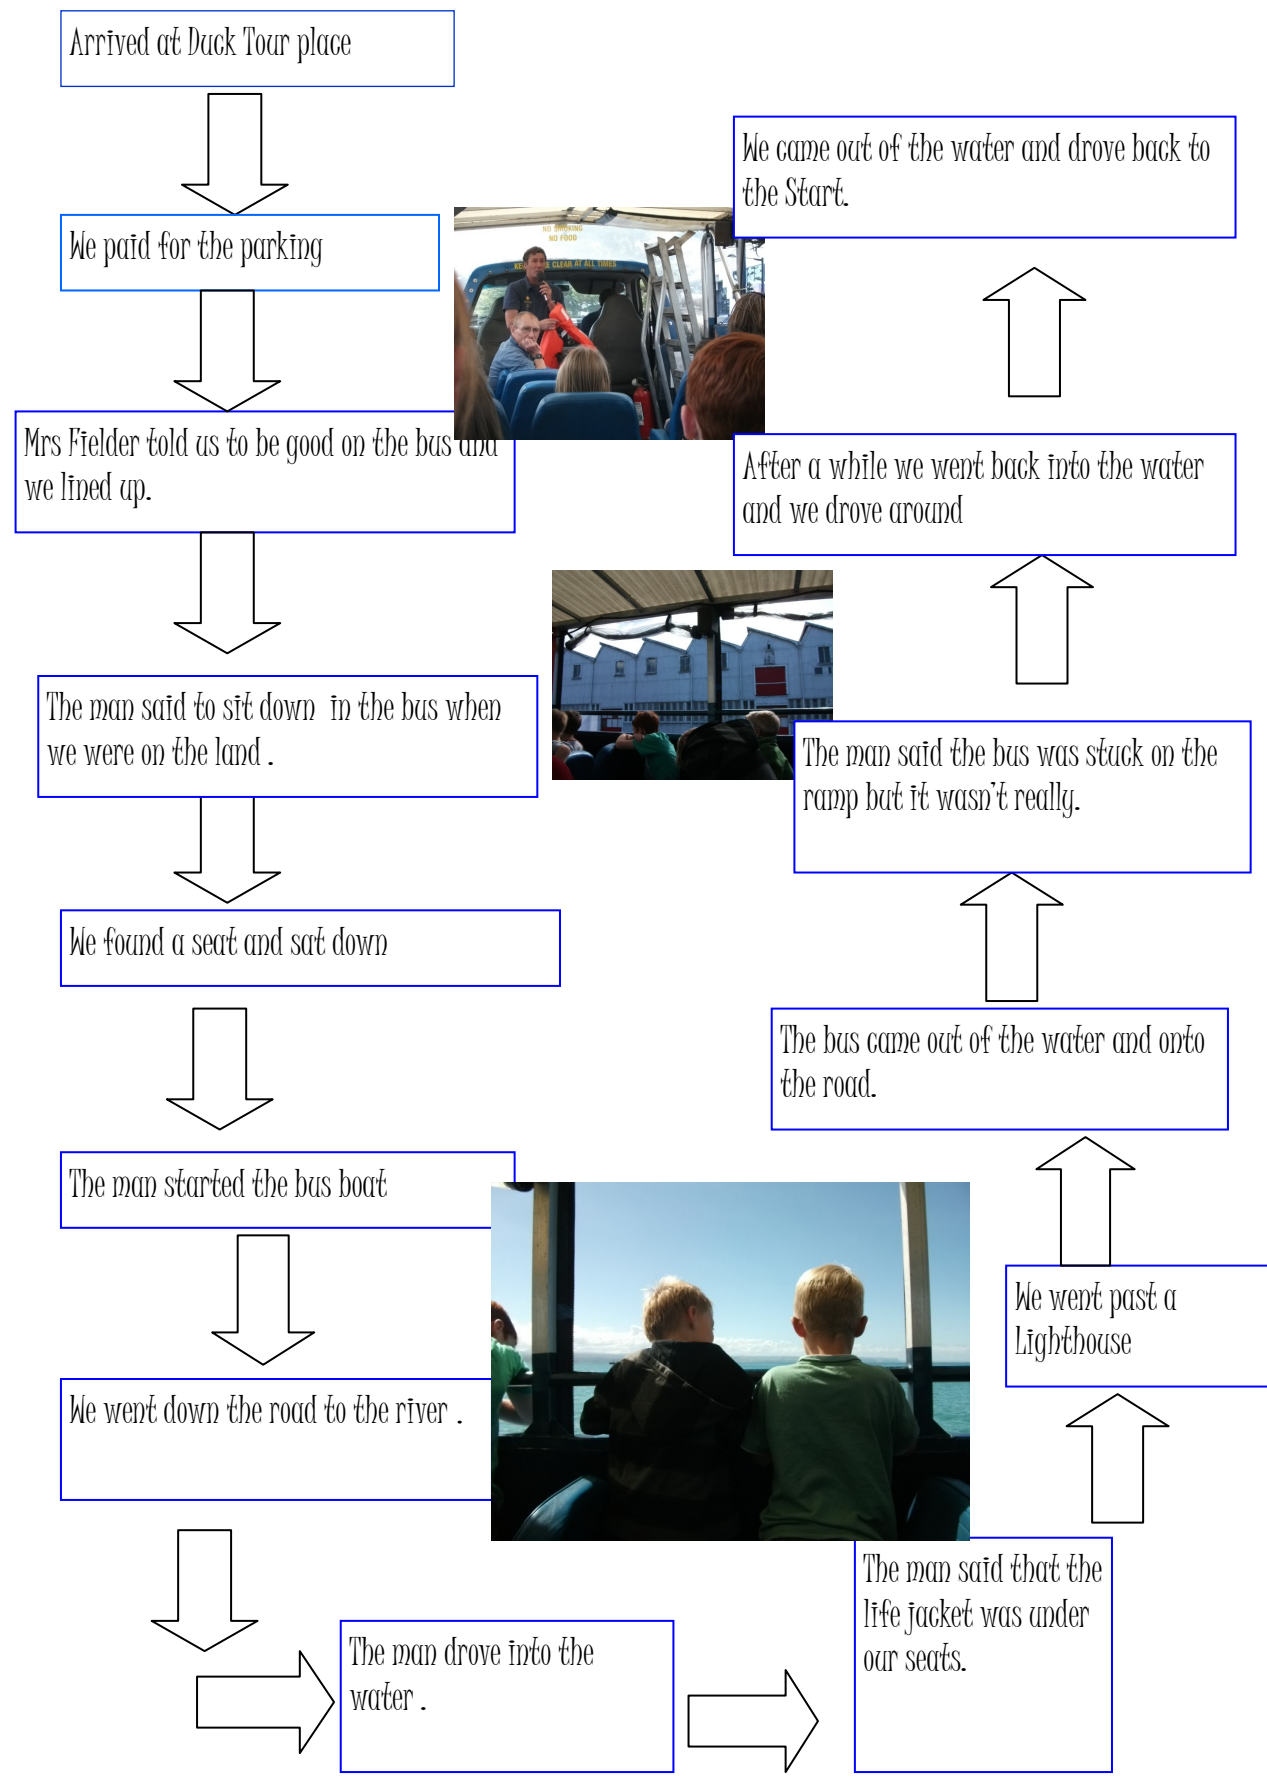 Arrived at Duck Tour place
We paid for the parking
Mrs Fielder told us to be good on the bus and
we lined up.
The man said to sit down in the bus when
we were on the land .
We found a seat and sat down
The man started the bus boat
We went down the road to the river .
The man drove into the
water .
The man said that the
life jacket was under
our seats.
We went past a
Lighthouse
The bus came out of the water and onto
the road.
The man said the bus was stuck on the
ramp but it wasn't really.
After a while we went back into the water
and we drove around
We came out of the water and drove back to
the Start.
NO SMOKING
NO FOOD
CLEAR AT ALL TIMES